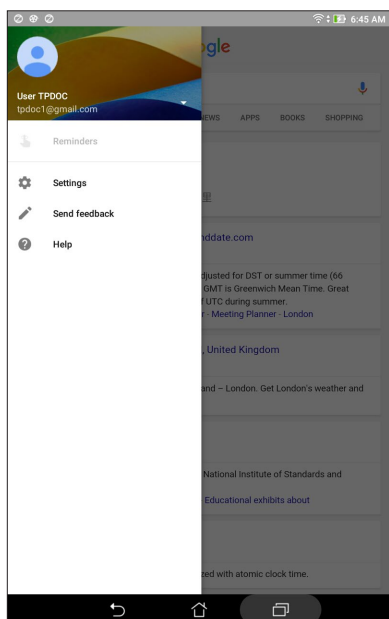 6:45 AM
User TPDOC
tpdoc1@gmail.com
Reminders
Settings
Send feedback
Help
ogle
EWS APPS BOOKS SHOPPING
里
nddate.com
djusted for DST or summer time (66
GMT is Greenwich Mean Time. Great
f UTC during summer.
r - Meeting Planner - London
, United Kingdom
and – London. Get London's weather and
National Institute of Standards and
Educational exhibits about
zed with atomic clock time.